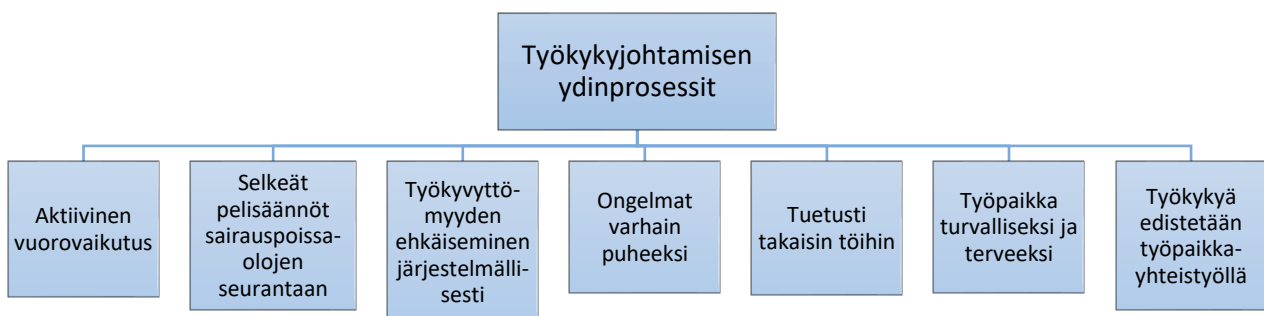 Työkykyjohtamisen
ydinprosessit
Aktiivinen
vuorovaikutus
Selkeät
pelisäännöt
sairauspoissa-
olojen
seurantaan
Työkyvyttö-
myyden
ehkäiseminen
järjestelmälli-
sesti
Ongelmat
varhain
puheeksi
Tuetusti
takaisin töihin
Työpaikka
turvalliseksi ja
terveeksi
Työkykyä
edistetään
työpaikka-
yhteistyöllä